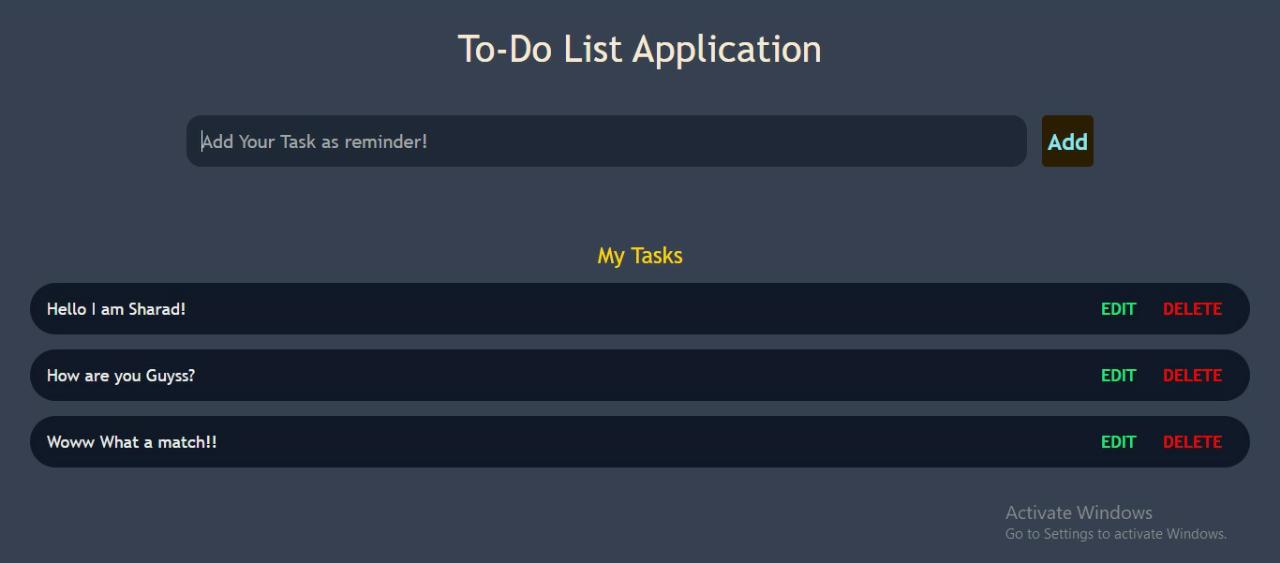 To-Do List Application
Add Your Task as reminder!
Add
My Tasks
Hello I am Sharad! EDIT DELETE
How are you Guyss? EDIT DELETE
Woww What a match!! EDIT DELETE
Activate Windows
Go to Settings to activate Windows.